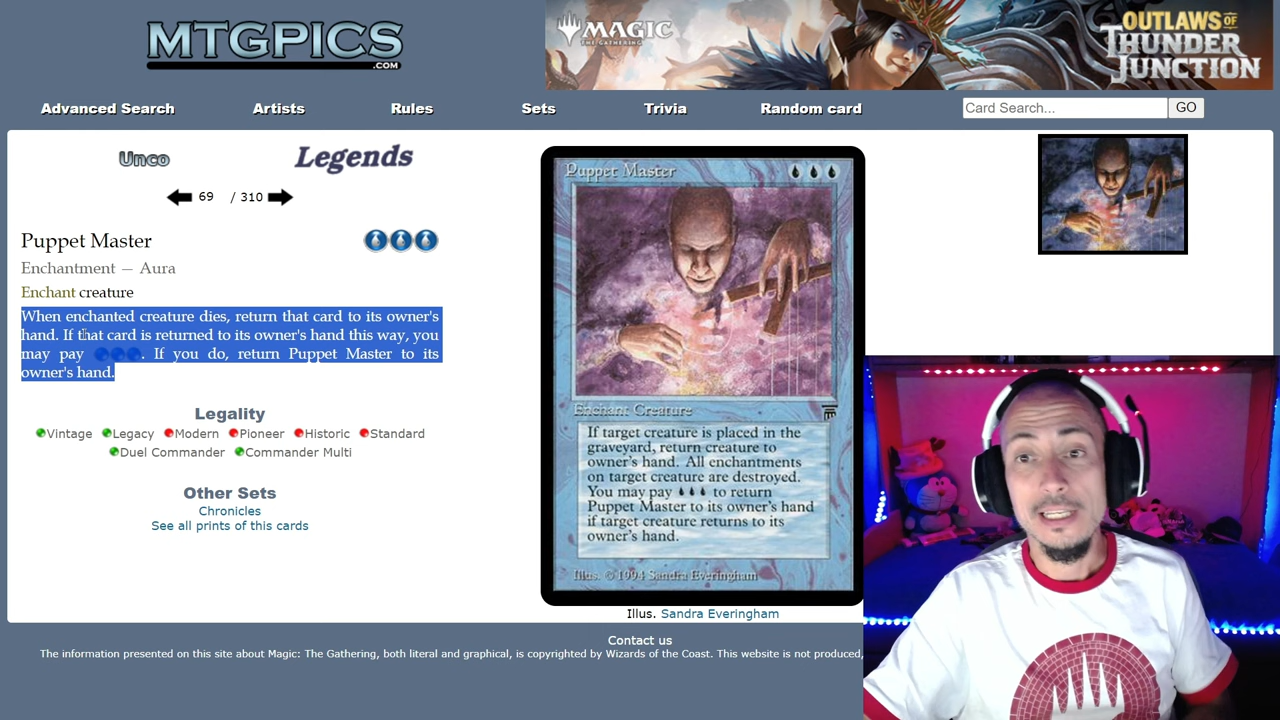 MTGPICS
.COM
MAGIC
THE GATHERING
OUTLAWS OF
THUNDER
JUNCTION
Advanced Search
Artists
Rules
Sets
Trivia
Random card
Card Search...
GO
Unco
Legends
69 / 310
Puppet Master
Enchantment — Aura
Enchant creature
When enchanted creature dies, return that card to its owner's
hand. If that card is returned to its owner's hand this way, you
may pay . If you do, return Puppet Master to its
owner's hand.
Legality
Vintage Legacy Modern Pioneer Historic Standard
Duel Commander Commander Multi
Other Sets
Chronicles
See all prints of this cards
Puppet Master
Enchant Creature
If target creature is placed in the
graveyard, return creature to
owner's hand. All enchantments
on target creature are destroyed.
You may pay to return
Puppet Master to its owner's hand
if target creature returns to its
owner's hand.
Illus. © 1994 Sandra Everingham
Illus. Sandra Everingham
Contact us
The information presented on this site about Magic: The Gathering, both literal and graphical, is copyrighted by Wizards of the Coast. This website is not produced,